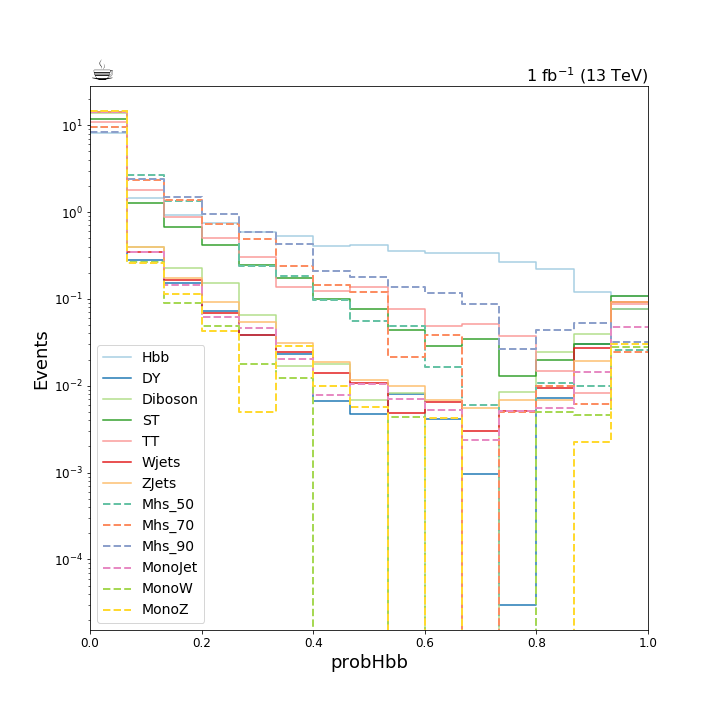 ☕ 1 fb⁻¹ (13 TeV)
10¹
10⁰
10⁻¹
10⁻²
10⁻³
10⁻⁴
Events
Hbb
DY
Diboson
ST
TT
Wjets
ZJets
Mhs_50
Mhs_70
Mhs_90
MonoJet
MonoW
MonoZ
0.0 0.2 0.4 0.6 0.8 1.0
probHbb